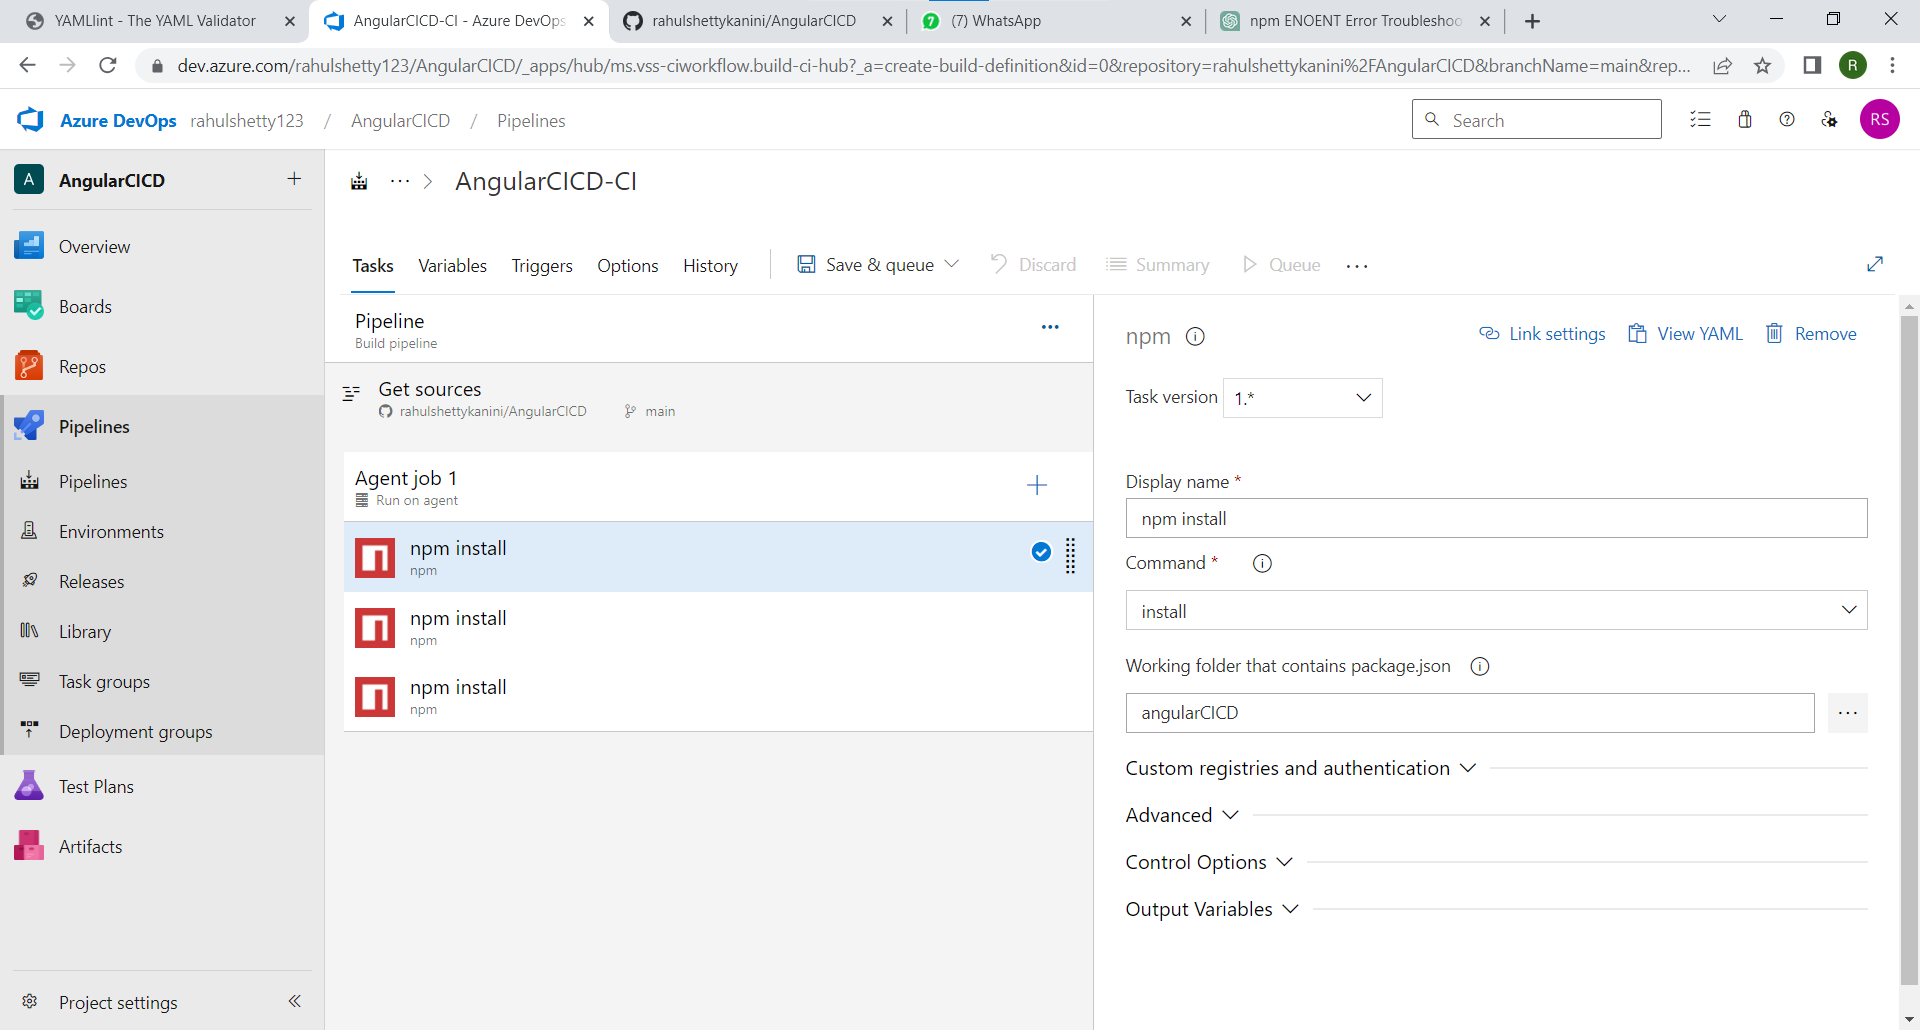 YAMLlint - The YAML Validator
AngularCICD-CI - Azure DevOps
rahulshettykanini/AngularCICD
7 (7) WhatsApp
npm ENOENT Error Troubleshoo
dev.azure.com/rahulshetty123/AngularCICD/_apps/hub/ms.vss-ciworkflow.build-ci-hub?_a=create-build-definition&id=0&repository=rahulshettykanini%2FAngularCICD&branchName=main&rep...
R
Azure DevOps rahulshetty123 / AngularCICD / Pipelines
Search
RS
A AngularCICD
Overview
Boards
Repos
Pipelines
Pipelines
Environments
Releases
Library
Task groups
Deployment groups
Test Plans
Artifacts
Project settings
... > AngularCICD-CI
Tasks Variables Triggers Options History Save & queue Discard Summary Queue ...
Pipeline
Build pipeline
...
Get sources
rahulshettykanini/AngularCICD main
Agent job 1
Run on agent
npm install
npm
npm install
npm
npm install
npm
npm
Link settings View YAML Remove
Task version 1.*
Display name *
npm install
Command *
install
Working folder that contains package.json
angularCICD
...
Custom registries and authentication
Advanced
Control Options
Output Variables